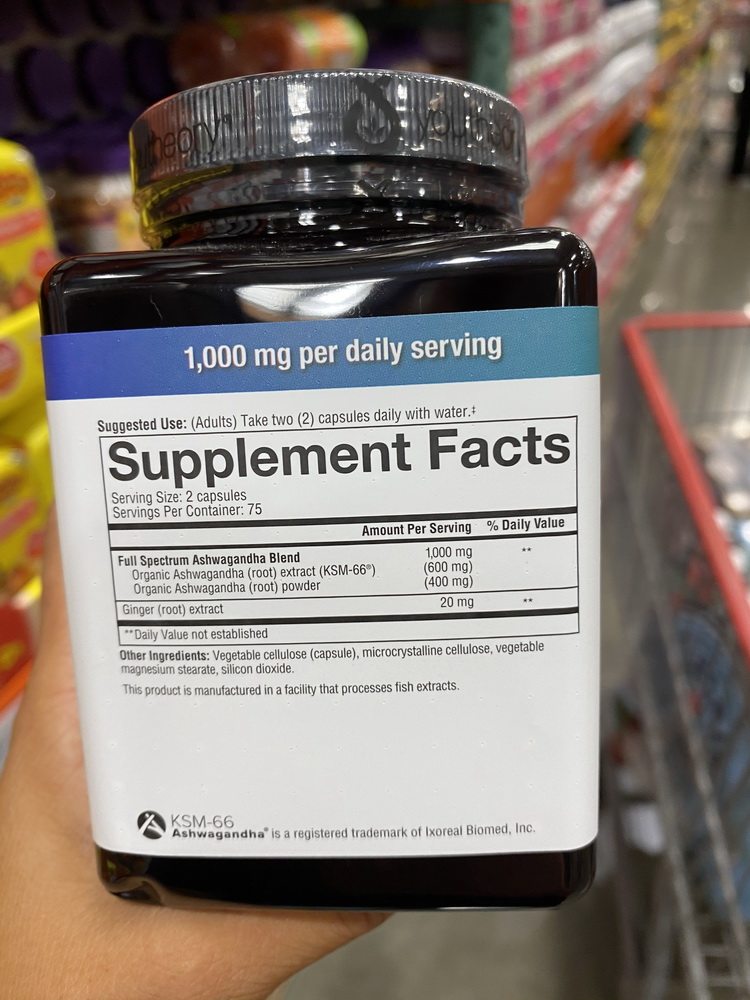 youtheory
1,000 mg per daily serving
Suggested Use: (Adults) Take two (2) capsules daily with water.‡
Supplement Facts
Serving Size: 2 capsules
Servings Per Container: 75
Amount Per Serving % Daily Value
Full Spectrum Ashwagandha Blend 1,000 mg **
Organic Ashwagandha (root) extract (KSM-66®) (600 mg)
Organic Ashwagandha (root) powder (400 mg)
Ginger (root) extract 20 mg **
**Daily Value not established
Other Ingredients: Vegetable cellulose (capsule), microcrystalline cellulose, vegetable
magnesium stearate, silicon dioxide.
This product is manufactured in a facility that processes fish extracts.
KSM-66
Ashwagandha® is a registered trademark of Ixoreal Biomed, Inc.